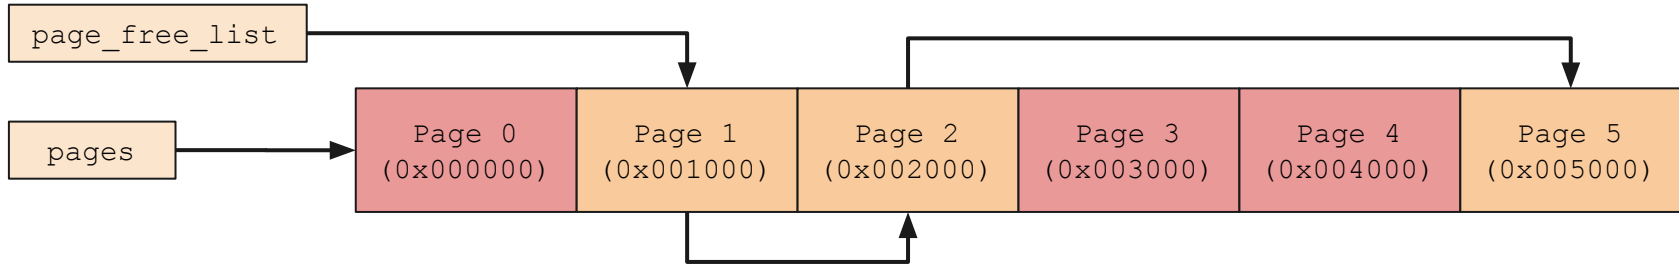 page_free_list
pages
Page 0
(0x000000)
Page 1
(0x001000)
Page 2
(0x002000)
Page 3
(0x003000)
Page 4
(0x004000)
Page 5
(0x005000)